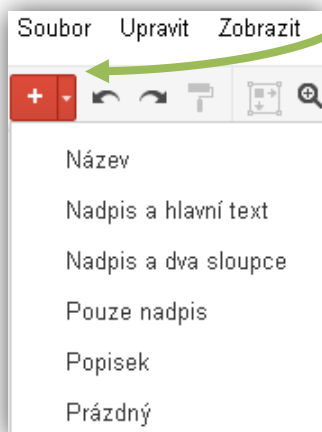 Soubor Upravit Zobrazit
Název
Nadpis a hlavní text
Nadpis a dva sloupce
Pouze nadpis
Popisek
Prázdný